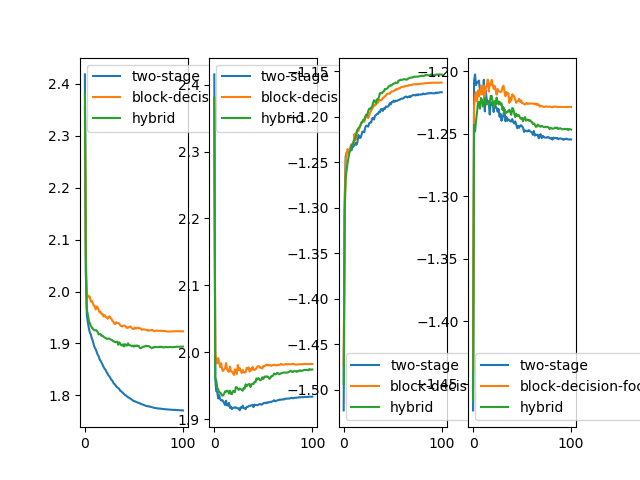 2.4
2.3
2.2
2.1
2.0
1.9
1.8
0
100
two-stage
block-decis
hybrid
2.3
2.2
2.1
2.0
1.9
0
100
two-stage
block-decis
hybrid
−1.15
−1.20
−1.25
−1.30
−1.35
−1.40
−1.45
−1.50
0
100
two-stage
block-decis
hybrid
−1.20
−1.25
−1.30
−1.35
−1.40
−1.45
0
100
two-stage
block-decision-foc
hybrid